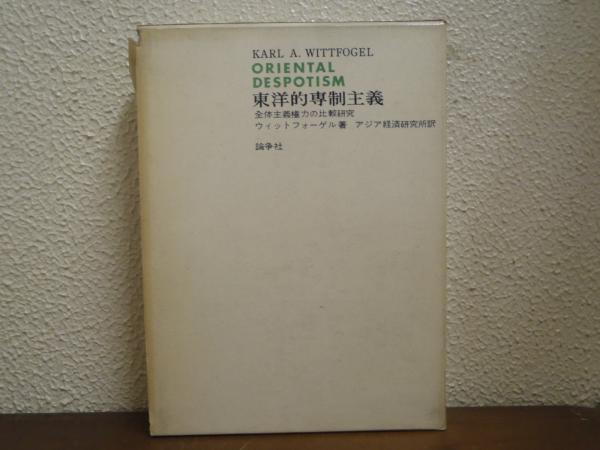 KARL A. WITTFOGEL
ORIENTAL
DESPOTISM
東洋的専制主義
全体主義権力の比較研究
ウィットフォーゲル著 アジア経済研究所訳
論争社